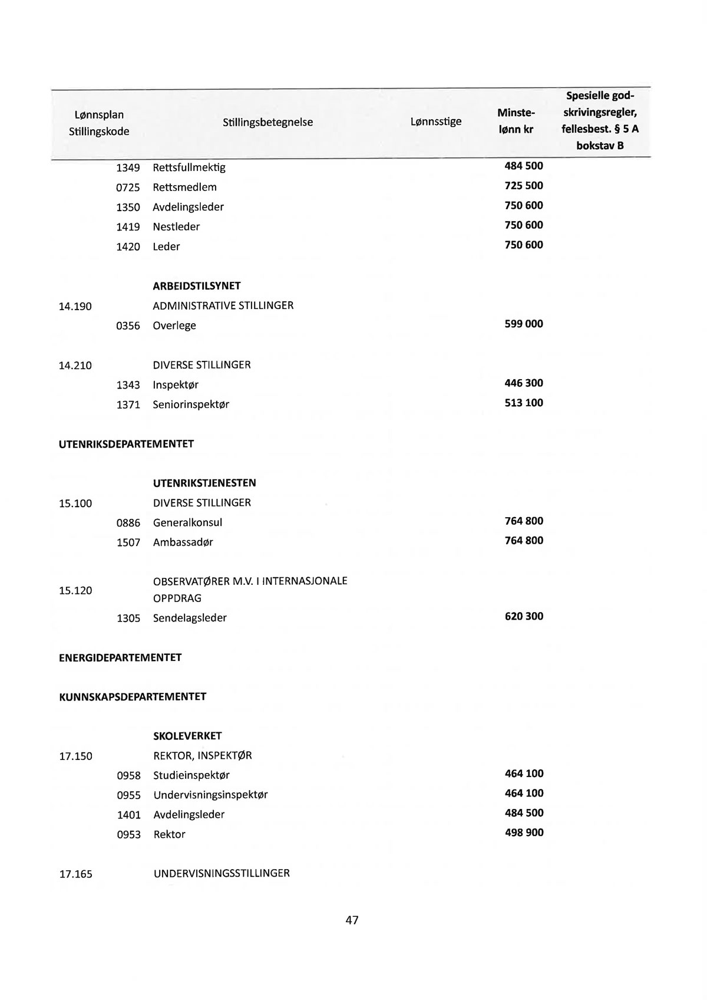 Lønnsplan
Stillingskode
Stillingsbetegnelse
Lønnsstige
Minste-
lønn kr
Spesielle god-
skrivingsregler,
fellesbest. § 5 A
bokstav B
1349 Rettsfullmektig 484 500
0725 Rettsmedlem 725 500
1350 Avdelingsleder 750 600
1419 Nestleder 750 600
1420 Leder 750 600
ARBEIDSTILSYNET
14.190 ADMINISTRATIVE STILLINGER
0356 Overlege 599 000
14.210 DIVERSE STILLINGER
1343 Inspektør 446 300
1371 Seniorinspektør 513 100
UTENRIKSDEPARTEMENTET
UTENRIKSTJENESTEN
15.100 DIVERSE STILLINGER
0886 Generalkonsul 764 800
1507 Ambassadør 764 800
15.120 OBSERVATØRER M.V. I INTERNASJONALE
OPPDRAG
1305 Sendelagsleder 620 300
ENERGIDEPARTEMENTET
KUNNSKAPSDEPARTEMENTET
SKOLEVERKET
17.150 REKTOR, INSPEKTØR
0958 Studieinspektør 464 100
0955 Undervisningsinspektør 464 100
1401 Avdelingsleder 484 500
0953 Rektor 498 900
17.165 UNDERVISNINGSSTILLINGER
47